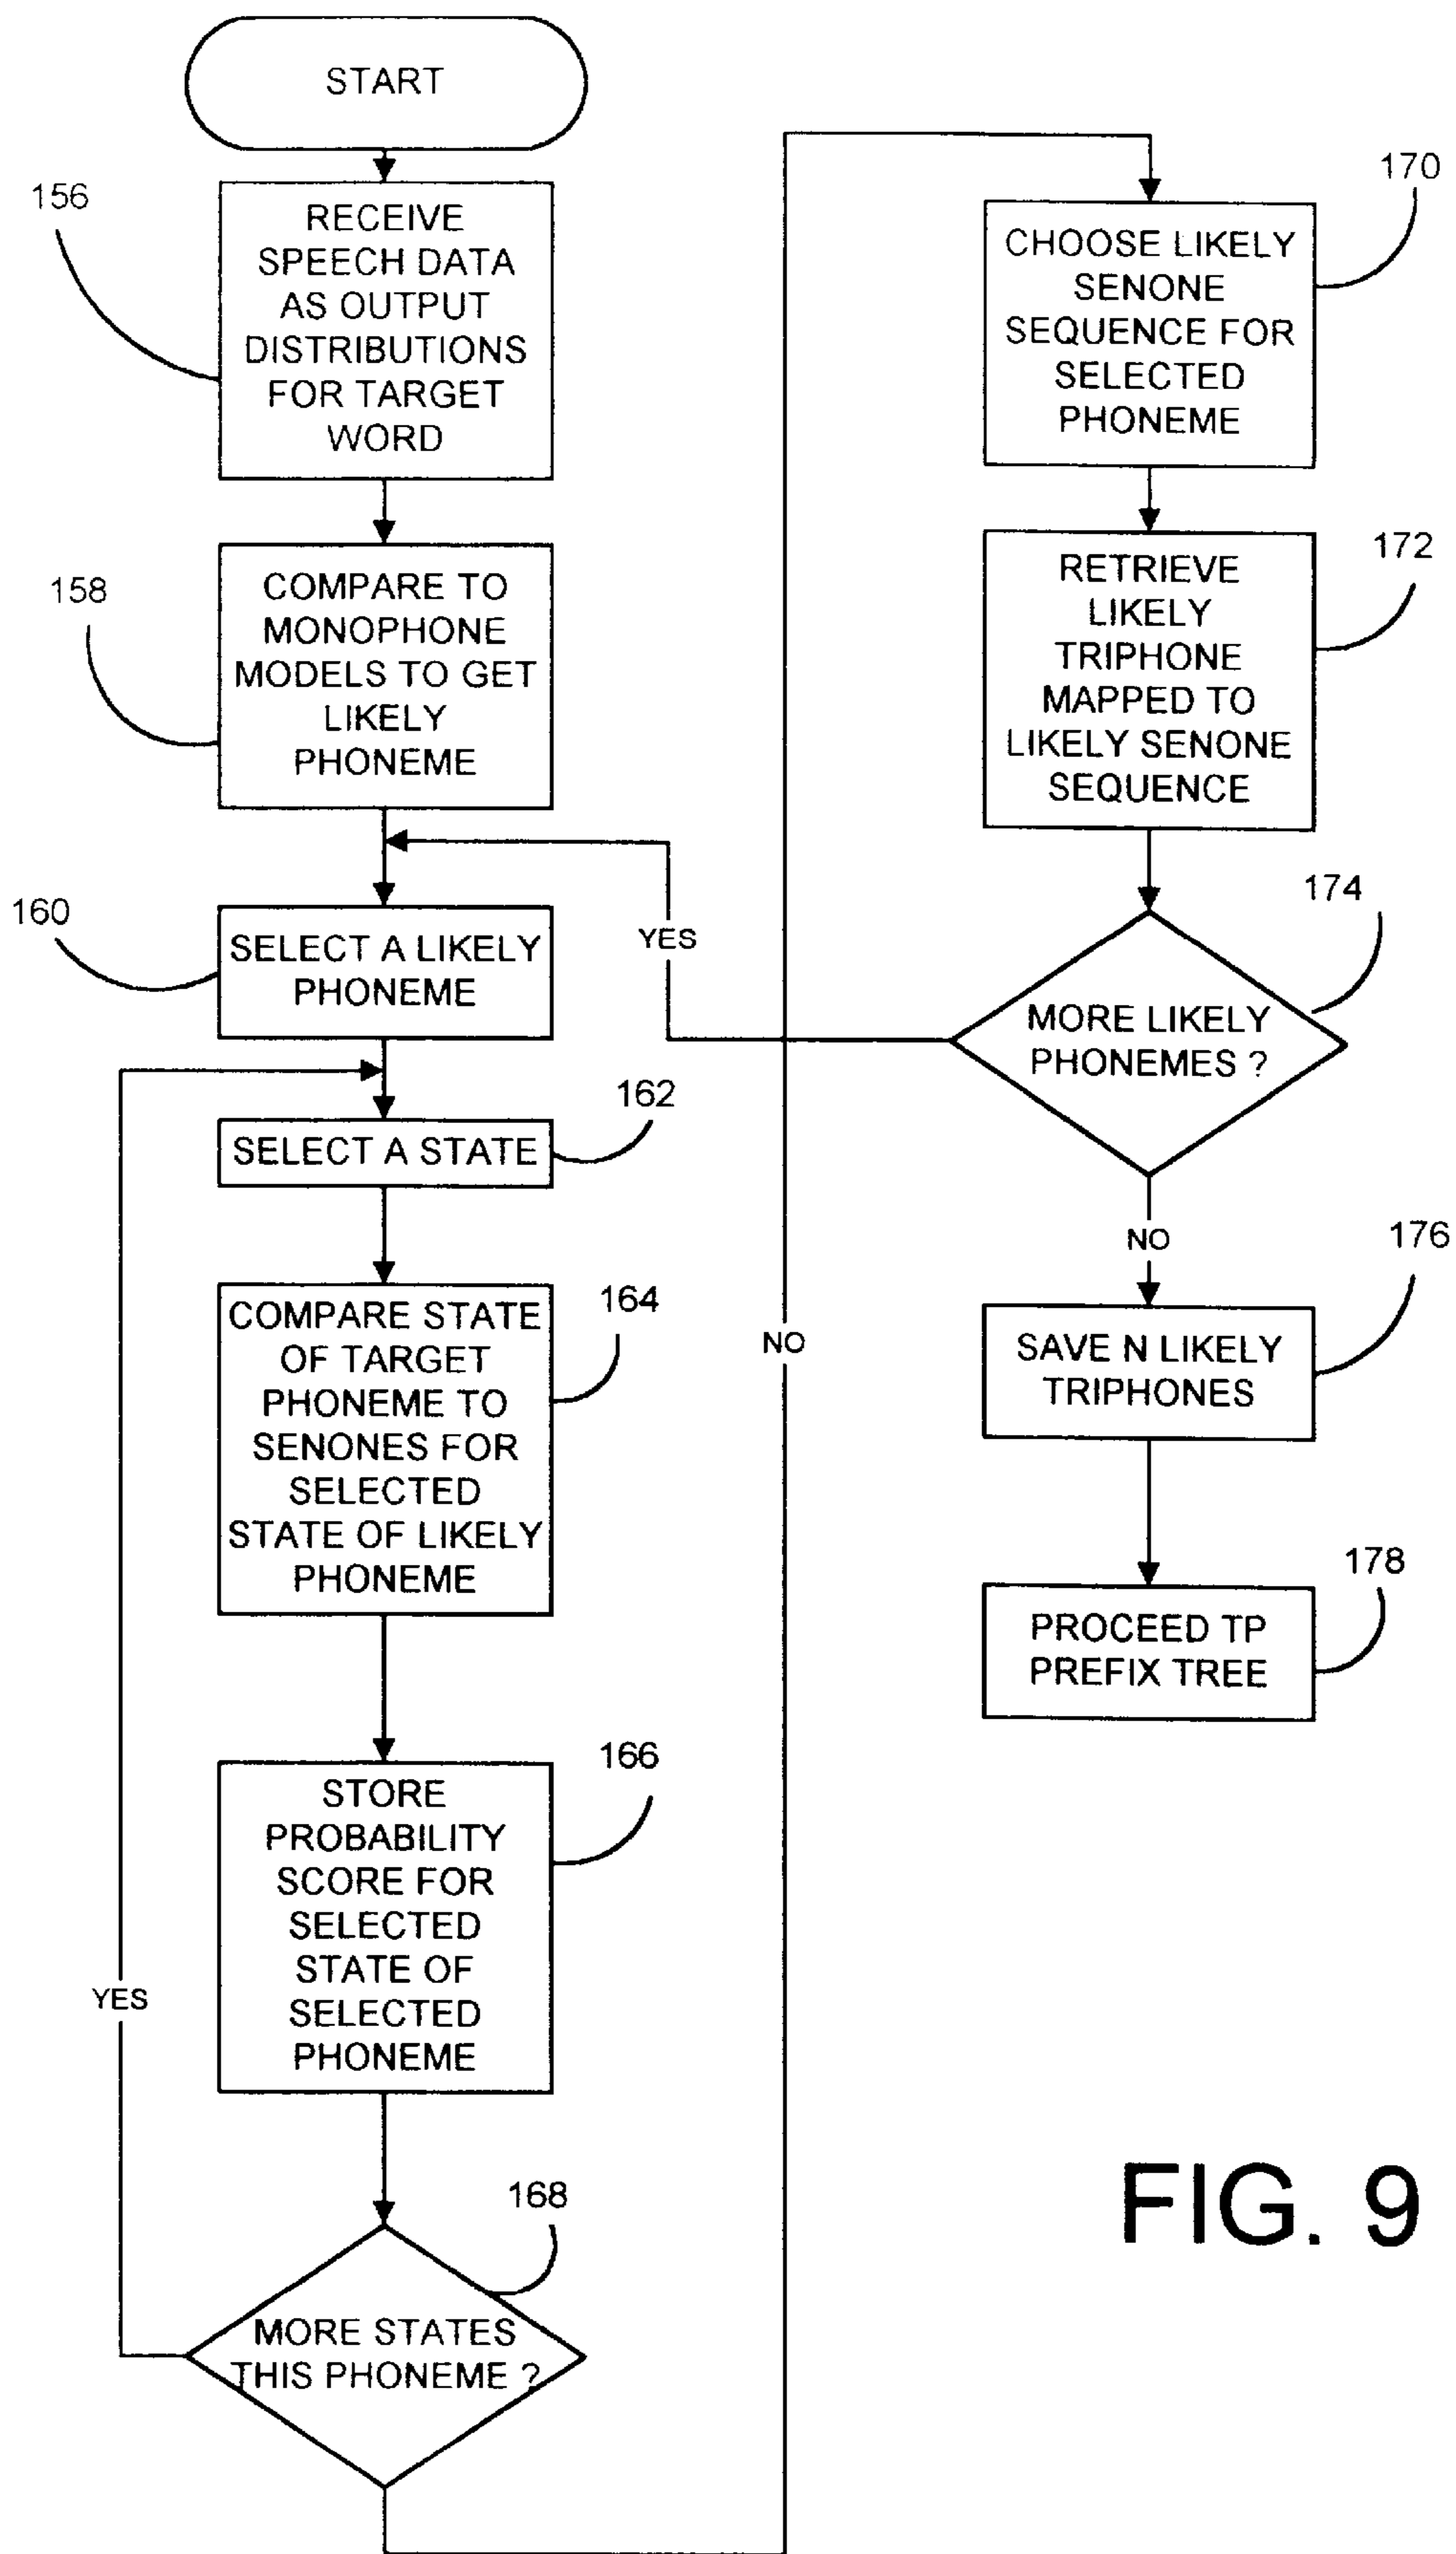 START
156
RECEIVE
SPEECH DATA
AS OUTPUT
DISTRIBUTIONS
FOR TARGET
WORD
158
COMPARE TO
MONOPHONE
MODELS TO GET
LIKELY
PHONEME
160
SELECT A LIKELY
PHONEME
YES
162
SELECT A STATE
164
COMPARE STATE
OF TARGET
PHONEME TO
SENONES FOR
SELECTED
STATE OF LIKELY
PHONEME
166
STORE
PROBABILITY
SCORE FOR
SELECTED
STATE OF
SELECTED
PHONEME
YES
168
MORE STATES
THIS PHONEME ?
NO
170
CHOOSE LIKELY
SENONE
SEQUENCE FOR
SELECTED
PHONEME
172
RETRIEVE
LIKELY
TRIPHONE
MAPPED TO
LIKELY SENONE
SEQUENCE
174
MORE LIKELY
PHONEMES ?
NO
176
SAVE N LIKELY
TRIPHONES
178
PROCEED TP
PREFIX TREE
FIG. 9